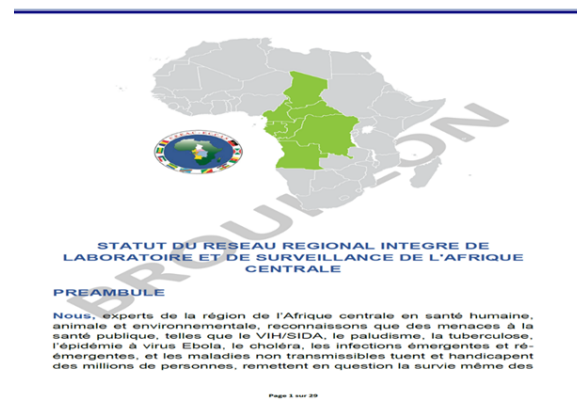 BROUILLON
STATUT DU RESEAU REGIONAL INTEGRE DE
LABORATOIRE ET DE SURVEILLANCE DE L'AFRIQUE
CENTRALE
PREAMBULE
Nous, experts de la région de l'Afrique centrale en santé humaine,
animale et environnementale, reconnaissons que des menaces à la
santé publique, telles que le VIH/SIDA, le paludisme, la tuberculose,
l'épidémie à virus Ebola, le choléra, les infections émergentes et ré-
émergentes, et les maladies non transmissibles tuent et handicapent
des millions de personnes, remettent en question la survie même des
Page 1 sur 29